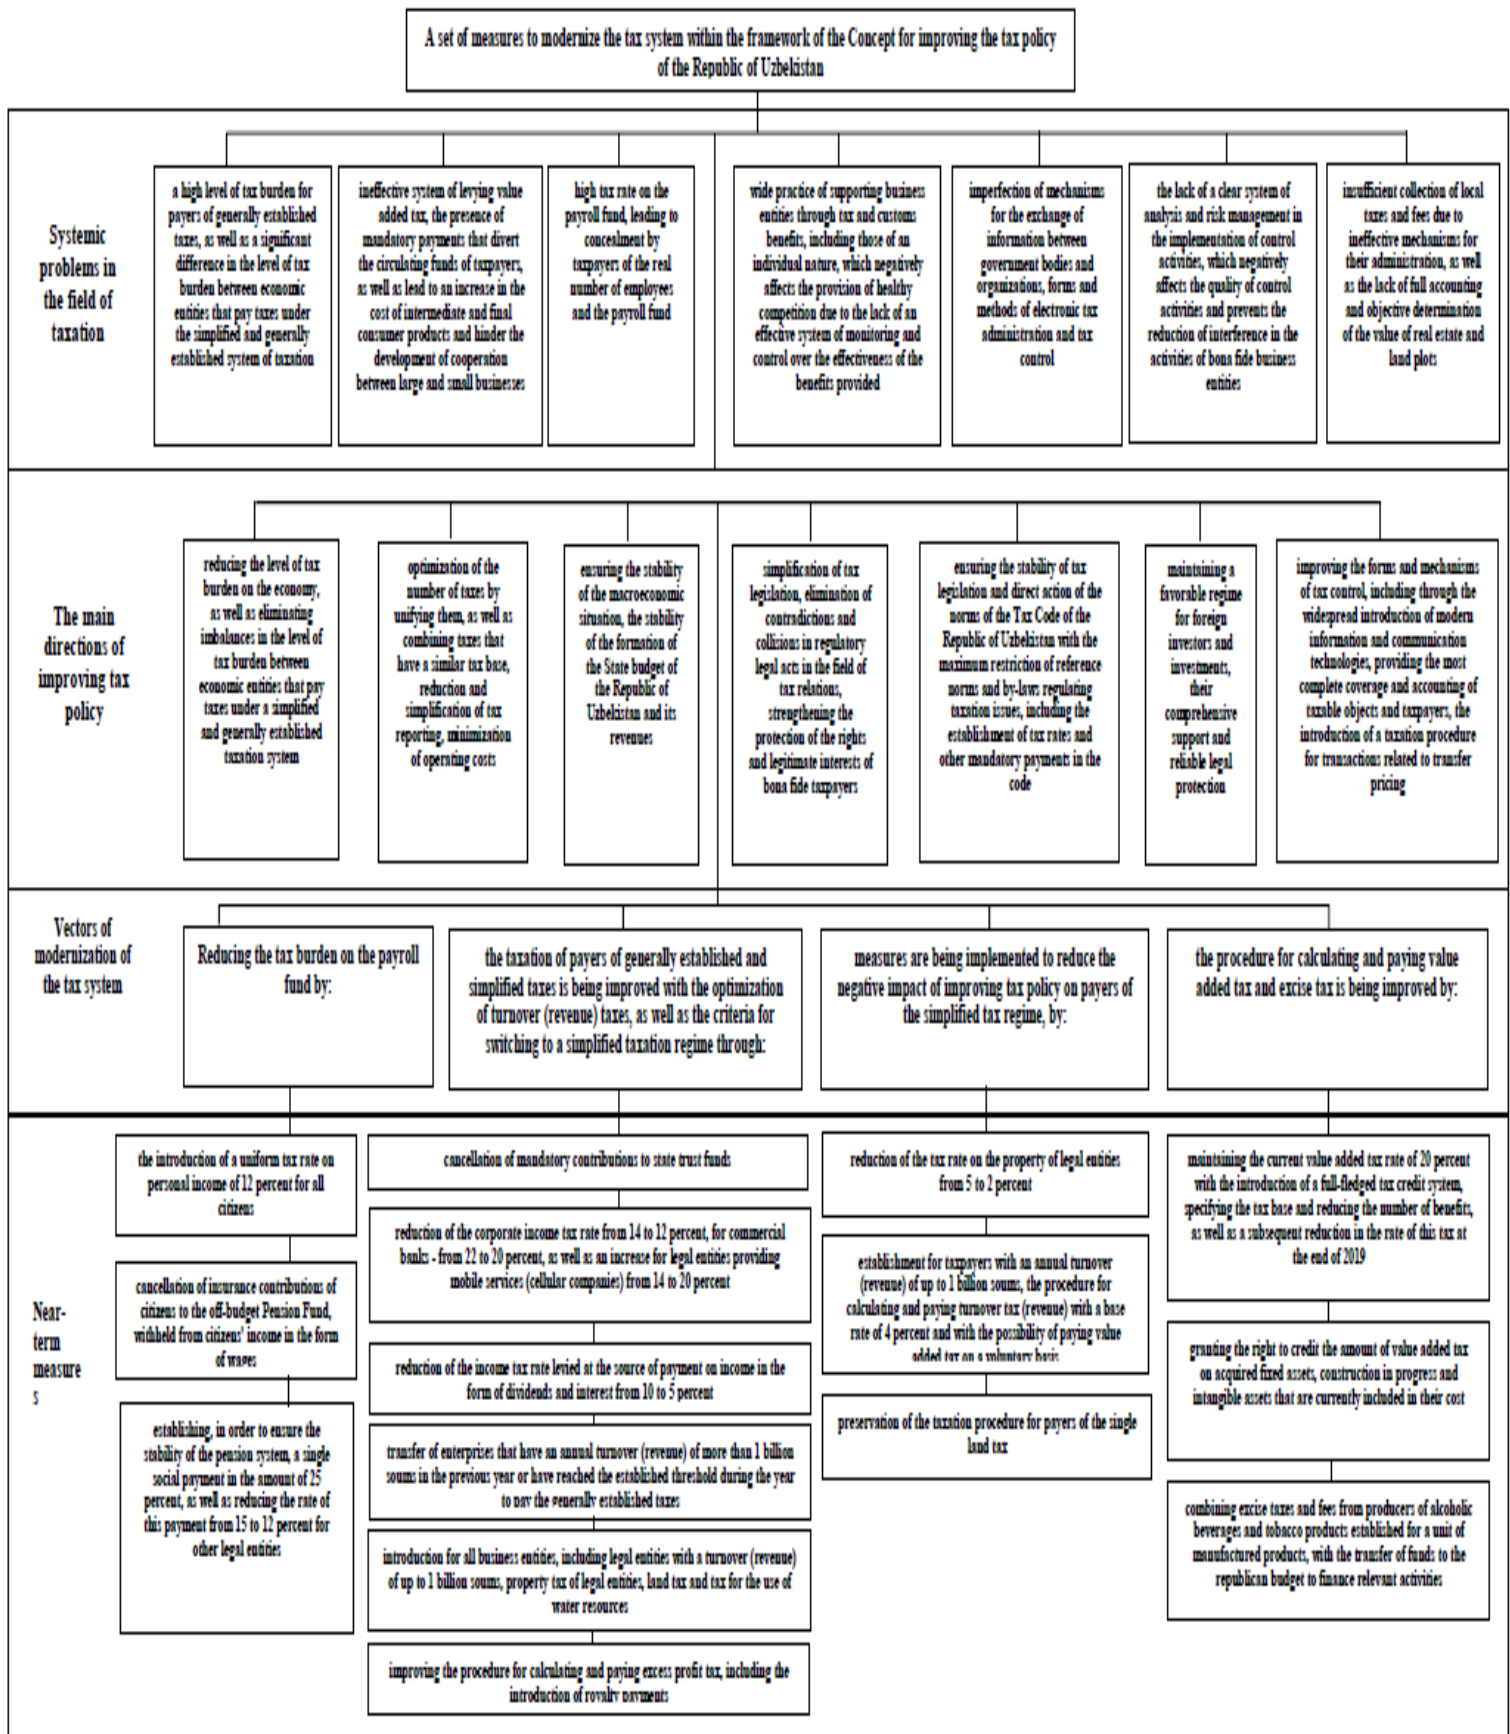 A set of measures to modernize the tax system within the framework of the Concept for improving the tax policy
of the Republic of Uzbekistan
Systemic
problems in
the field of
taxation
a high level of tax burden for
payers of generally established
taxes, as well as a significant
difference in the level of tax
burden between economic
entities that pay taxes under
the simplified and generally
established system of taxation
ineffective system of levying value
added tax, the presence of
mandatory payments that divert
the circulating funds of taxpayers,
as well as lead to an increase in the
cost of intermediate and final
consumer products and hinder the
development of cooperation
between large and small businesses
high tax rate on the
payroll fund, leading to
concealment by
taxpayers of the real
number of employees
and the payroll fund
wide practice of supporting business
entities through tax and customs
benefits, including those of an
individual nature, which negatively
affects the provision of healthy
competition due to the lack of an
effective system of monitoring and
control over the effectiveness of the
benefits provided
imperfection of mechanisms
for the exchange of
information between
government bodies and
organizations, forms and
methods of electronic tax
administration and tax
control
the lack of a clear system of
analysis and risk management in
the implementation of control
activities, which negatively
affects the quality of control
activities and prevents the
reduction of interference in the
activities of bona fide business
entities
insufficient collection of local
taxes and fees due to
ineffective mechanisms for
their administration, as well
as the lack of full accounting
and objective determination
of the value of real estate and
land plots
The main
directions of
improving tax
policy
reducing the level of tax
burden on the economy,
as well as eliminating
imbalances in the level of
tax burden between
economic entities that pay
taxes under a simplified
and generally established
taxation system
optimization of the
number of taxes by
unifying them, as well as
combining taxes that
have a similar tax base,
reduction and
simplification of tax
reporting, minimization
of operating costs
ensuring the stability
of the macroeconomic
situation, the stability
of the formation of
the State budget of
the Republic of
Uzbekistan and its
revenues
simplification of tax
legislation, elimination of
contradictions and
collisions in regulatory
legal acts in the field of
tax relations,
strengthening the
protection of the rights
and legitimate interests of
bona fide taxpayers
ensuring the stability of tax
legislation and direct action of the
norms of the Tax Code of the
Republic of Uzbekistan with the
maximum restriction of reference
norms and by-laws regulating
taxation issues, including the
establishment of tax rates and
other mandatory payments in the
code
maintaining a
favorable regime
for foreign
investors and
investments,
their
comprehensive
support and
reliable legal
protection
improving the forms and mechanisms
of tax control, including through the
widespread introduction of modern
information and communication
technologies, providing the most
complete coverage and accounting of
taxable objects and taxpayers, the
introduction of a taxation procedure
for transactions related to transfer
pricing
Vectors of
modernization of
the tax system
Reducing the tax burden on the payroll
fund by:
the taxation of payers of generally established and
simplified taxes is being improved with the optimization
of turnover (revenue) taxes, as well as the criteria for
switching to a simplified taxation regime through:
measures are being implemented to reduce the
negative impact of improving tax policy on payers of
the simplified tax regime, by:
the procedure for calculating and paying value
added tax and excise tax is being improved by:
Near-
term
measure
s
the introduction of a uniform tax rate on
personal income of 12 percent for all
citizens
cancellation of insurance contributions of
citizens to the off-budget Pension Fund,
withheld from citizens' income in the form
of wages
establishing, in order to ensure the
stability of the pension system, a single
social payment in the amount of 25
percent, as well as reducing the rate of
this payment from 15 to 12 percent for
other legal entities
cancellation of mandatory contributions to state trust funds
reduction of the corporate income tax rate from 14 to 12 percent, for commercial
banks - from 22 to 20 percent, as well as an increase for legal entities providing
mobile services (cellular companies) from 14 to 20 percent
reduction of the income tax rate levied at the source of payment on income in the
form of dividends and interest from 10 to 5 percent
transfer of enterprises that have an annual turnover (revenue) of more than 1 billion
soums in the previous year or have reached the established threshold during the year
to pay the generally established taxes
introduction for all business entities, including legal entities with a turnover (revenue)
of up to 1 billion soums, property tax of legal entities, land tax and tax for the use of
water resources
improving the procedure for calculating and paying excess profit tax, including the
introduction of royalty payments
reduction of the tax rate on the property of legal entities
from 5 to 2 percent
establishment for taxpayers with an annual turnover
(revenue) of up to 1 billion soums, the procedure for
calculating and paying turnover tax (revenue) with a base
rate of 4 percent and with the possibility of paying value
added tax on a voluntary basis
preservation of the taxation procedure for payers of the single
land tax
maintaining the current value added tax rate of 20 percent
with the introduction of a full-fledged tax credit system,
specifying the tax base and reducing the number of benefits,
as well as a subsequent reduction in the rate of this tax at
the end of 2019
granting the right to credit the amount of value added tax
on acquired fixed assets, construction in progress and
intangible assets that are currently included in their cost
combining excise taxes and fees from producers of alcoholic
beverages and tobacco products established for a unit of
manufactured products, with the transfer of funds to the
republican budget to finance relevant activities